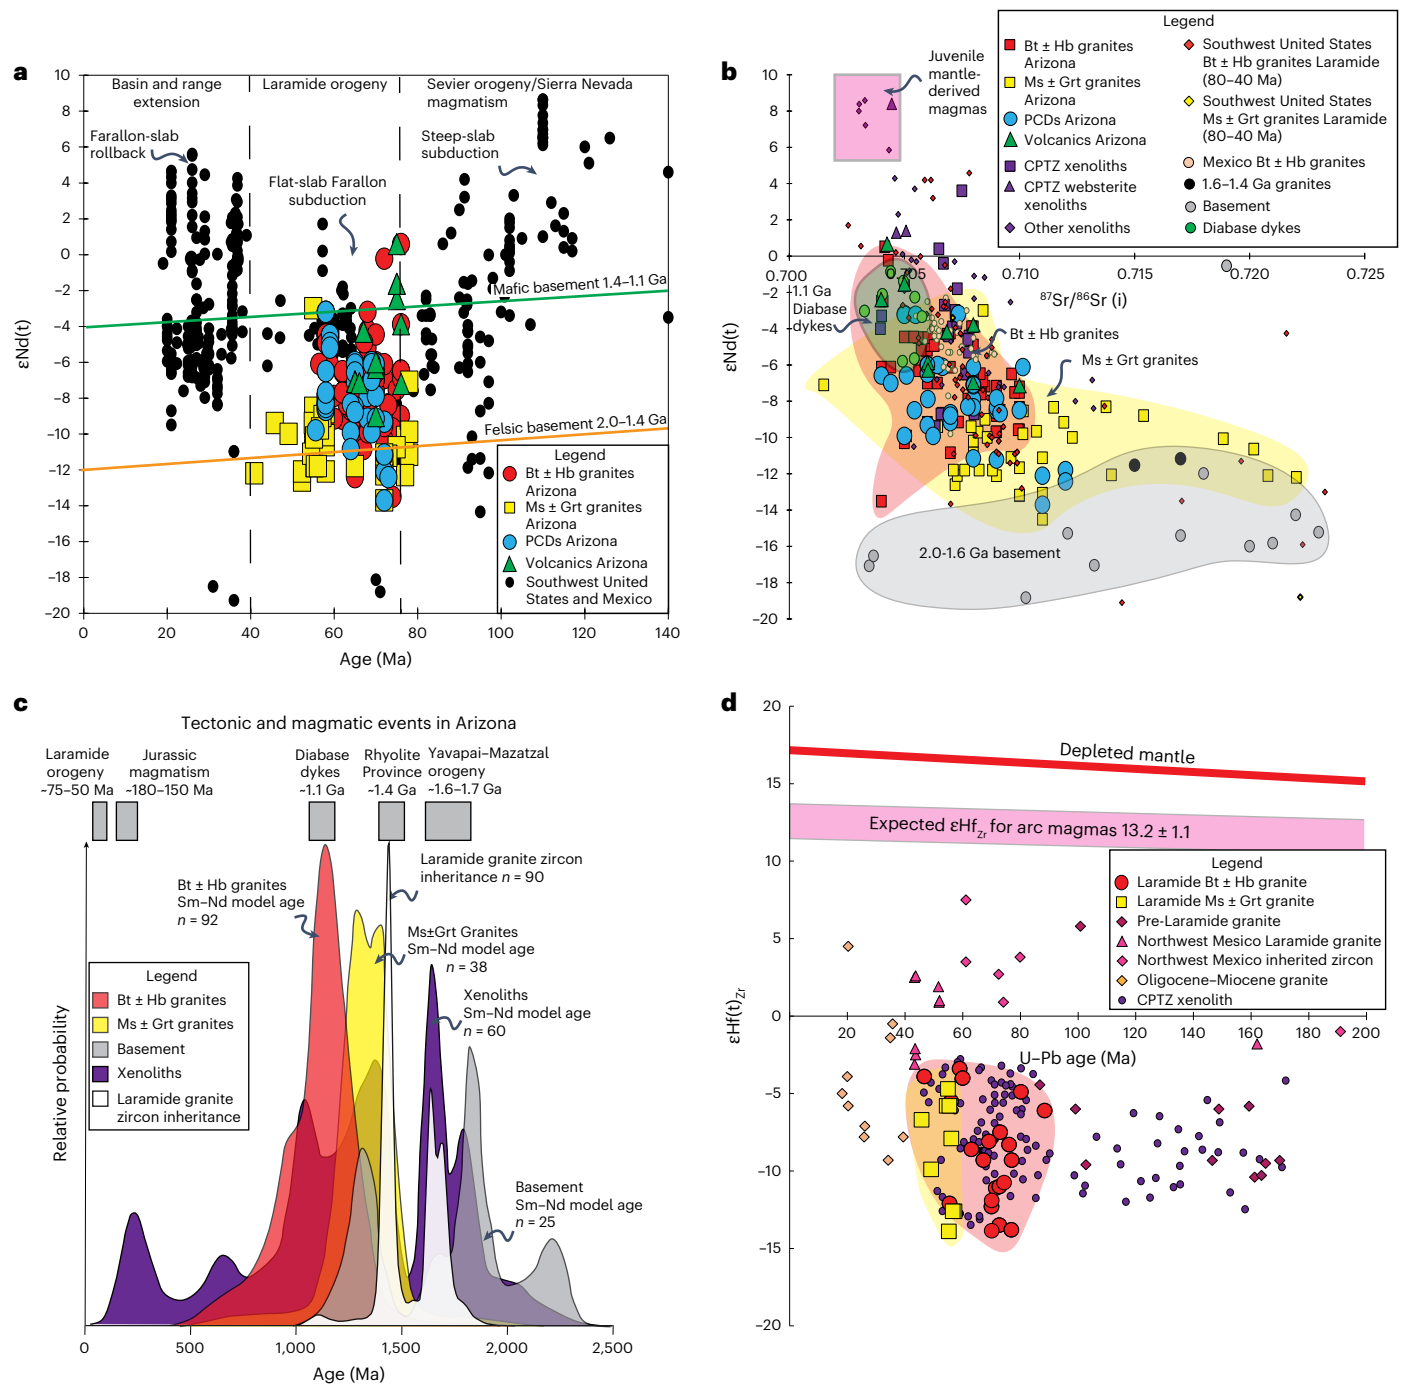 a
10
8
6
4
2
0
−2
−4
−6
−8
−10
−12
−14
−16
−18
−20
εNd(t)
Basin and range
extension
Laramide orogeny
Sevier orogeny/Sierra Nevada
magmatism
Farallon-slab
rollback
Steep-slab
subduction
Flat-slab Farallon
subduction
Mafic basement 1.4–1.1 Ga
Felsic basement 2.0–1.4 Ga
Legend
Bt ± Hb granites
Arizona
Ms ± Grt granites
Arizona
PCDs Arizona
Volcanics Arizona
Southwest United
States and Mexico
0
20
40
60
80
100
120
140
Age (Ma)
b
10
8
6
4
2
0
−2
−4
−6
−8
−10
−12
−14
−16
−18
−20
εNd(t)
Juvenile
mantle-
derived
magmas
Legend
Bt ± Hb granites
Arizona
Ms ± Grt granites
Arizona
PCDs Arizona
Volcanics Arizona
CPTZ xenoliths
CPTZ websterite
xenoliths
Other xenoliths
Southwest United States
Bt ± Hb granites Laramide
(80–40 Ma)
Southwest United States
Ms ± Grt granites Laramide
(80–40 Ma)
Mexico Bt ± Hb granites
1.6–1.4 Ga granites
Basement
Diabase dykes
0.700
0.705
0.710
0.715
0.720
0.725
87Sr/86Sr (i)
1.1 Ga
Diabase
dykes
Bt ± Hb granites
Ms ± Grt granites
2.0-1.6 Ga basement
c
Tectonic and magmatic events in Arizona
Laramide
orogeny
~75–50 Ma
Jurassic
magmatism
~180–150 Ma
Diabase
dykes
~1.1 Ga
Rhyolite
Province
~1.4 Ga
Yavapai–Mazatzal
orogeny
~1.6–1.7 Ga
Laramide granite zircon
inheritance n = 90
Bt ± Hb granites
Sm–Nd model age
n = 92
Ms±Grt Granites
Sm–Nd model age
n = 38
Xenoliths
Sm–Nd model age
n = 60
Basement
Sm–Nd model age
n = 25
Legend
Bt ± Hb granites
Ms ± Grt granites
Basement
Xenoliths
Laramide granite
zircon inheritance
Relative probability
0
500
1,000
1,500
2,000
2,500
Age (Ma)
d
20
15
10
5
0
−5
−10
−15
−20
εHf(t)Zr
Depleted mantle
Expected εHfZr for arc magmas 13.2 ± 1.1
Legend
Laramide Bt ± Hb granite
Laramide Ms ± Grt granite
Pre-Laramide granite
Northwest Mexico Laramide granite
Northwest Mexico inherited zircon
Oligocene–Miocene granite
CPTZ xenolith
20
40
60
80
100
120
140
160
180
200
U–Pb age (Ma)